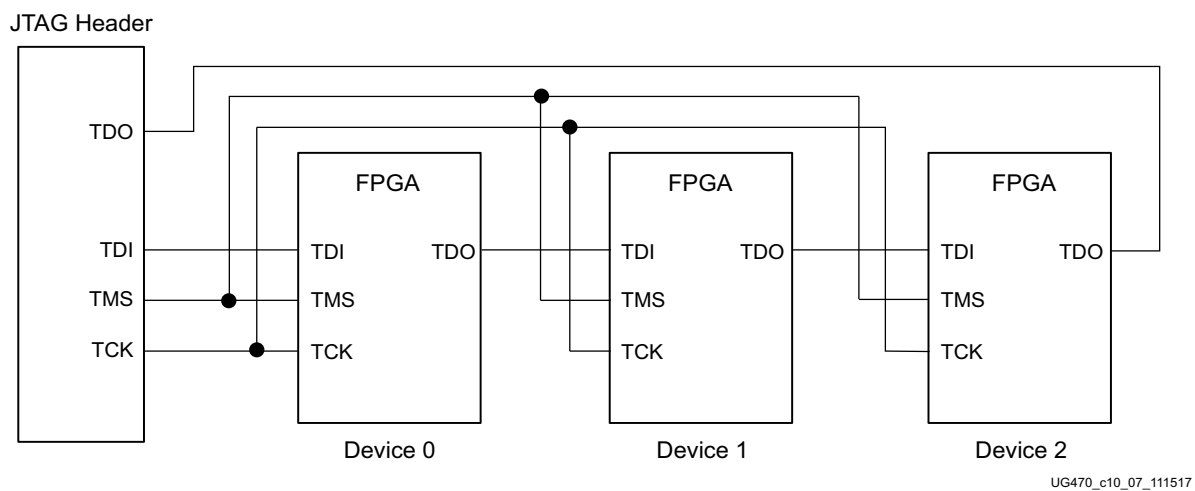 JTAG Header
TDO
TDI
TMS
TCK
FPGA
TDI
TDO
TMS
TCK
Device 0
FPGA
TDI
TDO
TMS
TCK
Device 1
FPGA
TDI
TDO
TMS
TCK
Device 2
UG470_c10_07_111517